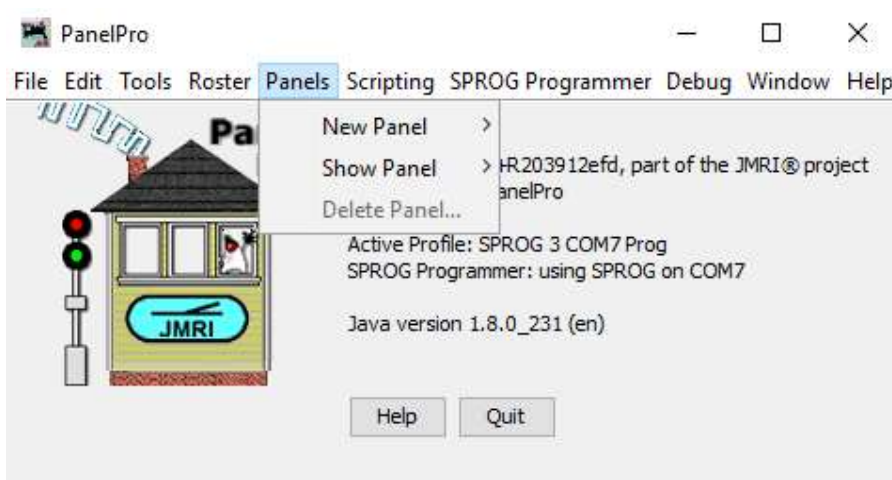 PanelPro
File Edit Tools Roster Panels Scripting SPROG Programmer Debug Window Help
Pa
New Panel
Show Panel
Delete Panel...
HR203912efd, part of the JMRI® project
anelPro
Active Profile: SPROG 3 COM7 Prog
SPROG Programmer: using SPROG on COM7
Java version 1.8.0_231 (en)
JMRI
Help Quit